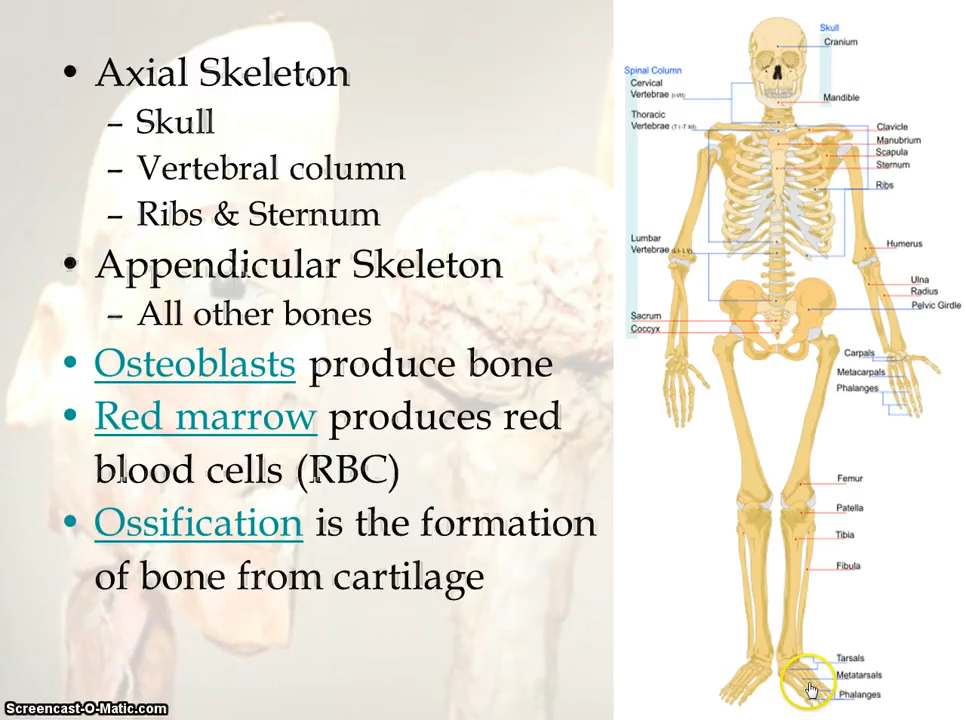 • Axial Skeleton
– Skull
– Vertebral column
– Ribs & Sternum
• Appendicular Skeleton
– All other bones
• Osteoblasts produce bone
• Red marrow produces red
blood cells (RBC)
• Ossification is the formation
of bone from cartilage
Skull
Cranium
Mandible
Spinal Column
Cervical
Vertebrae (I-VII)
Thoracic
Vertebrae (T I-T XII)
Lumbar
Vertebrae (L I- L V)
Sacrum
Coccyx
Clavicle
Manubrium
Scapula
Sternum
Ribs
Humerus
Ulna
Radius
Pelvic Girdle
Carpals
Metacarpals
Phalanges
Femur
Patella
Tibia
Fibula
Tarsals
Metatarsals
Phalanges
Screencast-O-Matic.com